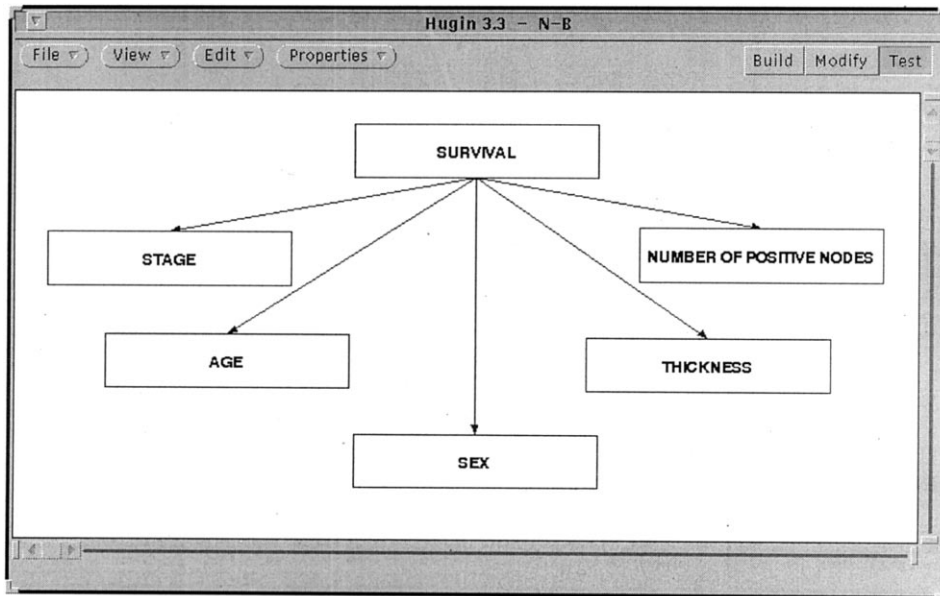 Hugin 3.3 – N-B
File View Edit Properties Build Modify Test
SURVIVAL
STAGE
NUMBER OF POSITIVE NODES
AGE
THICKNESS
SEX